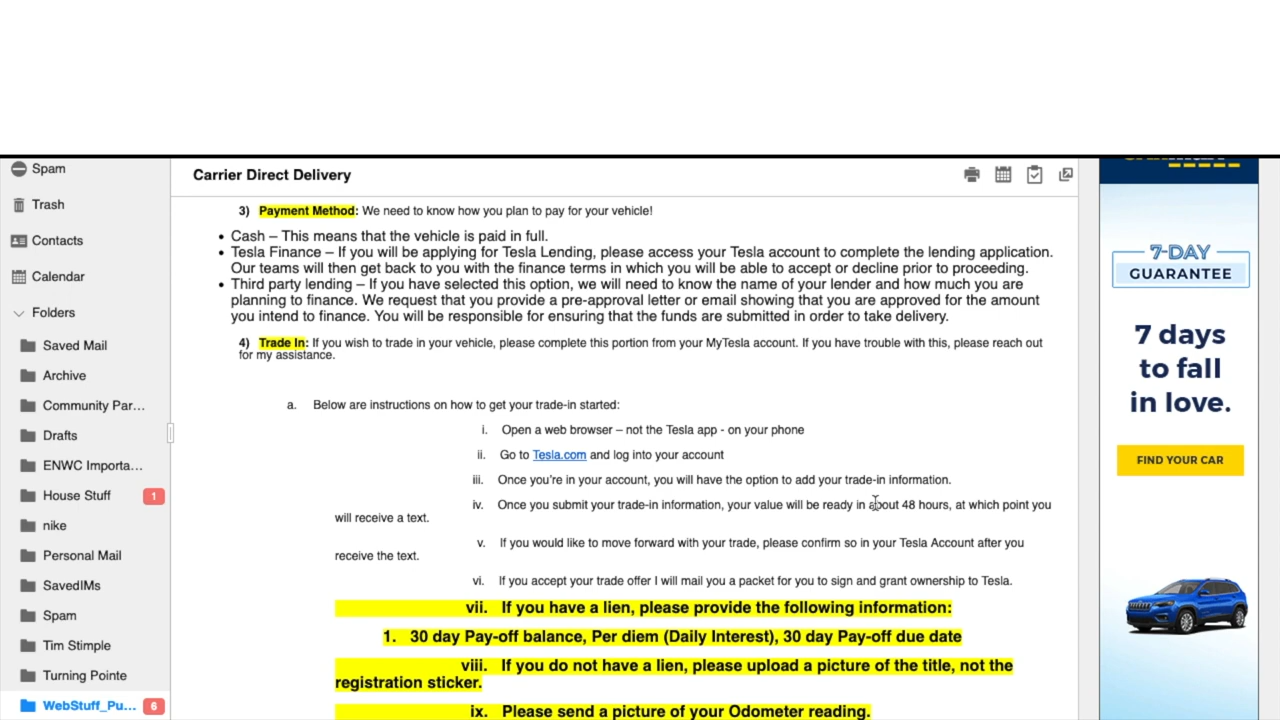 Spam
Trash
Contacts
Calendar
Folders
Saved Mail
Archive
Community Par...
Drafts
ENWC Importa...
House Stuff 1
nike
Personal Mail
SavedIMs
Spam
Tim Stimple
Turning Pointe
WebStuff_Pu... 6
Carrier Direct Delivery
3) Payment Method: We need to know how you plan to pay for your vehicle!
• Cash – This means that the vehicle is paid in full.
• Tesla Finance – If you will be applying for Tesla Lending, please access your Tesla account to complete the lending application.
Our teams will then get back to you with the finance terms in which you will be able to accept or decline prior to proceeding.
• Third party lending – If you have selected this option, we will need to know the name of your lender and how much you are
planning to finance. We request that you provide a pre-approval letter or email showing that you are approved for the amount
you intend to finance. You will be responsible for ensuring that the funds are submitted in order to take delivery.
4) Trade In: If you wish to trade in your vehicle, please complete this portion from your MyTesla account. If you have trouble with this, please reach out
for my assistance.
a. Below are instructions on how to get your trade-in started:
i. Open a web browser – not the Tesla app - on your phone
ii. Go to Tesla.com and log into your account
iii. Once you're in your account, you will have the option to add your trade-in information.
iv. Once you submit your trade-in information, your value will be ready in about 48 hours, at which point you
will receive a text.
v. If you would like to move forward with your trade, please confirm so in your Tesla Account after you
receive the text.
vi. If you accept your trade offer I will mail you a packet for you to sign and grant ownership to Tesla.
vii. If you have a lien, please provide the following information:
1. 30 day Pay-off balance, Per diem (Daily Interest), 30 day Pay-off due date
viii. If you do not have a lien, please upload a picture of the title, not the
registration sticker.
ix. Please send a picture of your Odometer reading.
7-DAY
GUARANTEE
7 days
to fall
in love.
FIND YOUR CAR